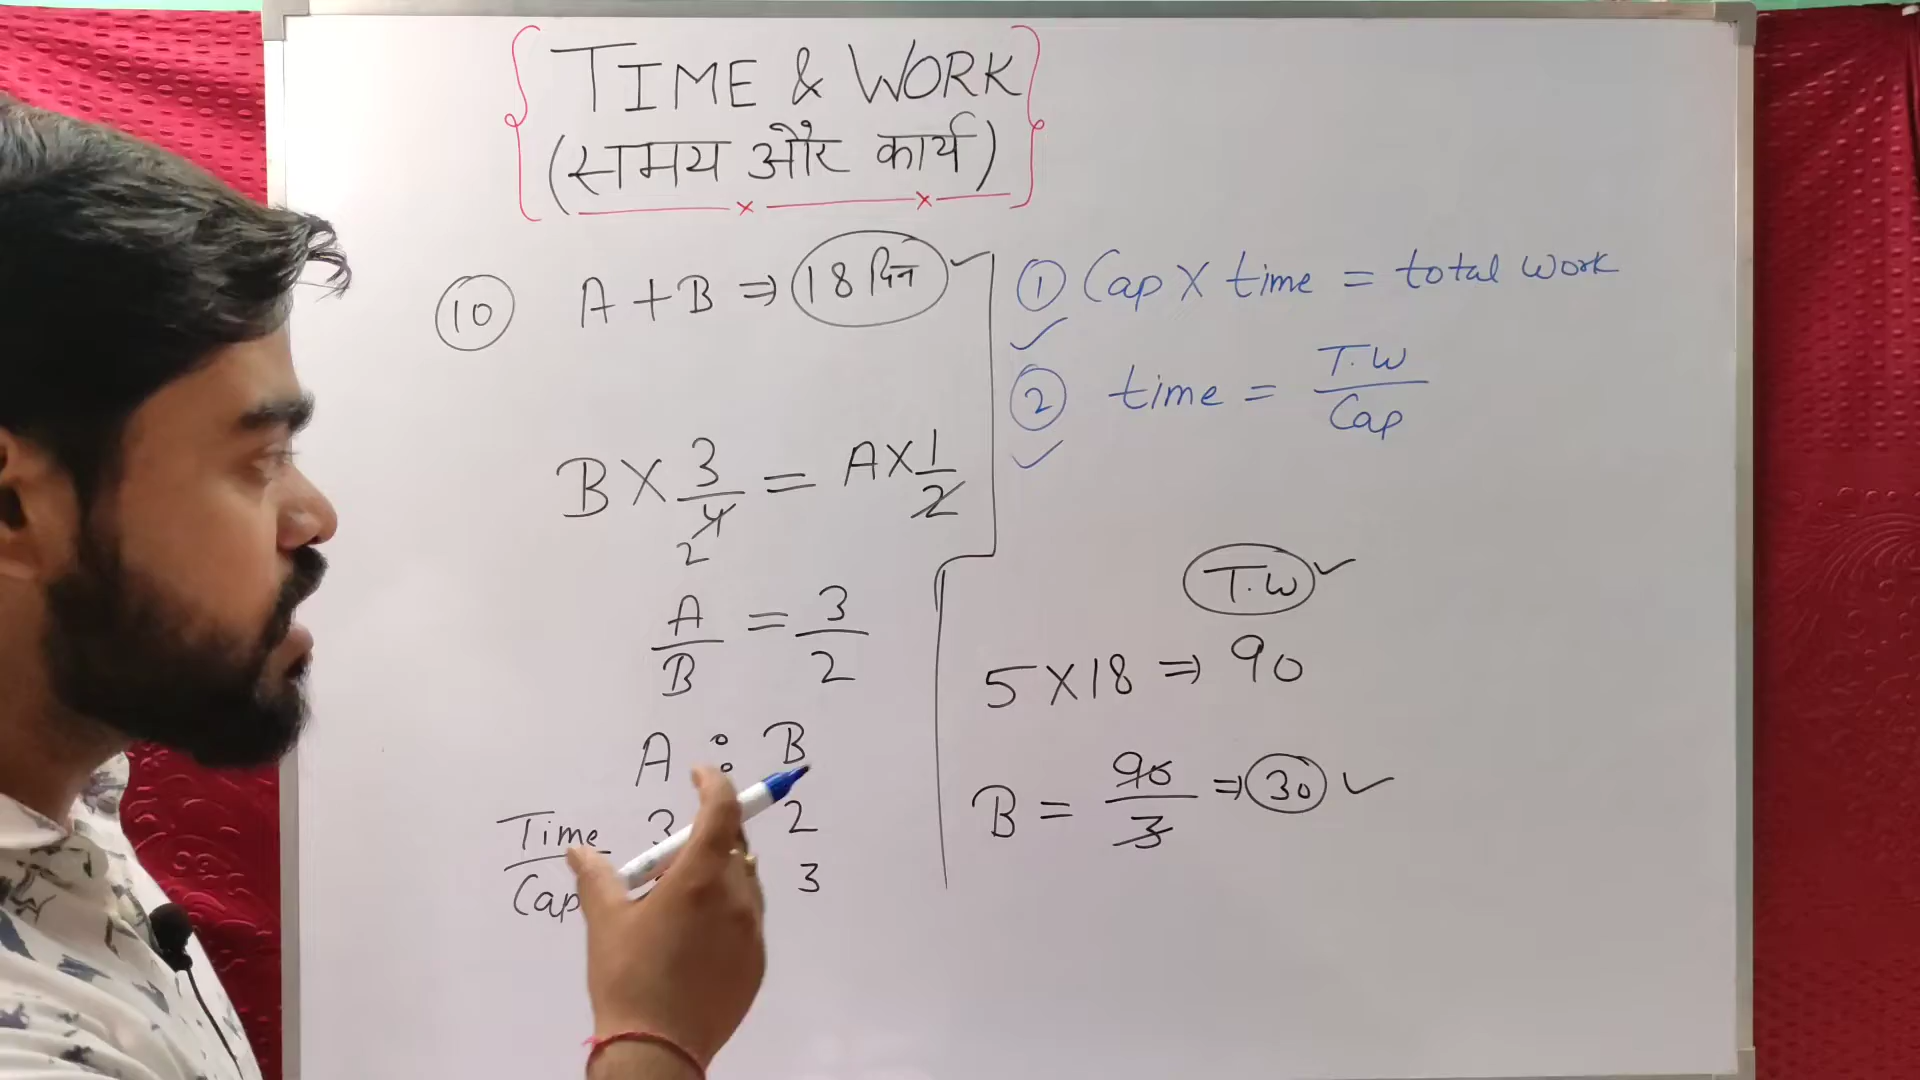 TIME & WORK
(समय और कार्य)
10 A + B ⇒ 18 दिन
B X 3/4 = A X 1/2
2
A/B = 3/2
A : B
Time 3 2
Cap 3
① Cap X time = total work
② time = T.W/Cap
T.W
5 X 18 ⇒ 90
B = 90/3 ⇒ 30